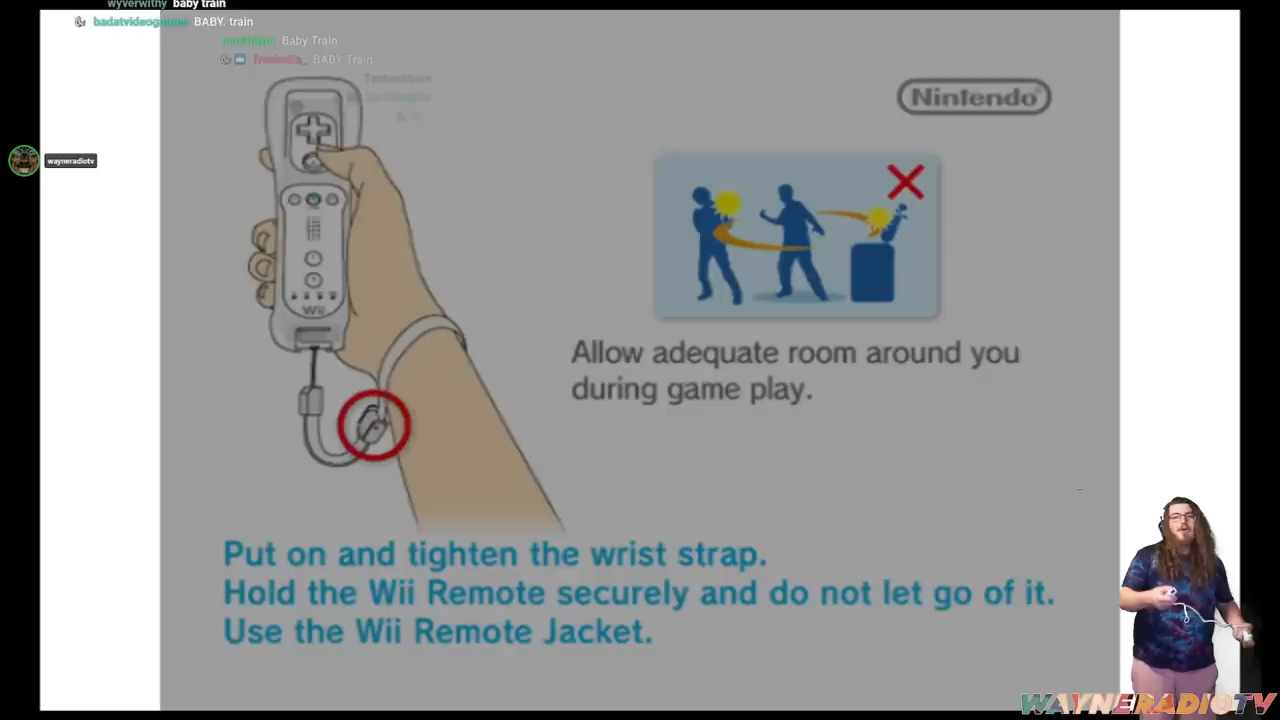 wyverwithy baby train
BABY. train
Baby Train
BABY Train
Nintendo
wayneradiotv
Wii
Allow adequate room around you
during game play.
Put on and tighten the wrist strap.
Hold the Wii Remote securely and do not let go of it.
Use the Wii Remote Jacket.
WAYNERADIOTV